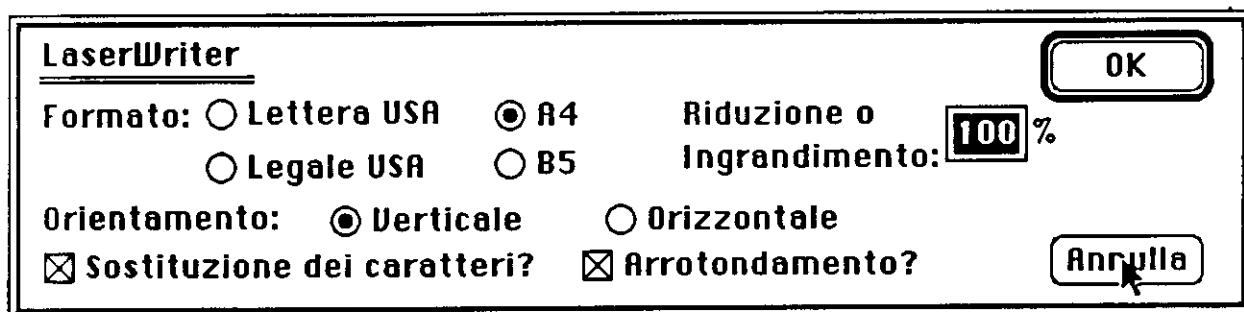 LaserWriter
OK
Formato: Lettera USA A4
Legale USA B5
Riduzione o
Ingrandimento: 100 %
Orientamento: Verticale Orizzontale
Sostituzione dei caratteri? Arrotondamento?
Annulla